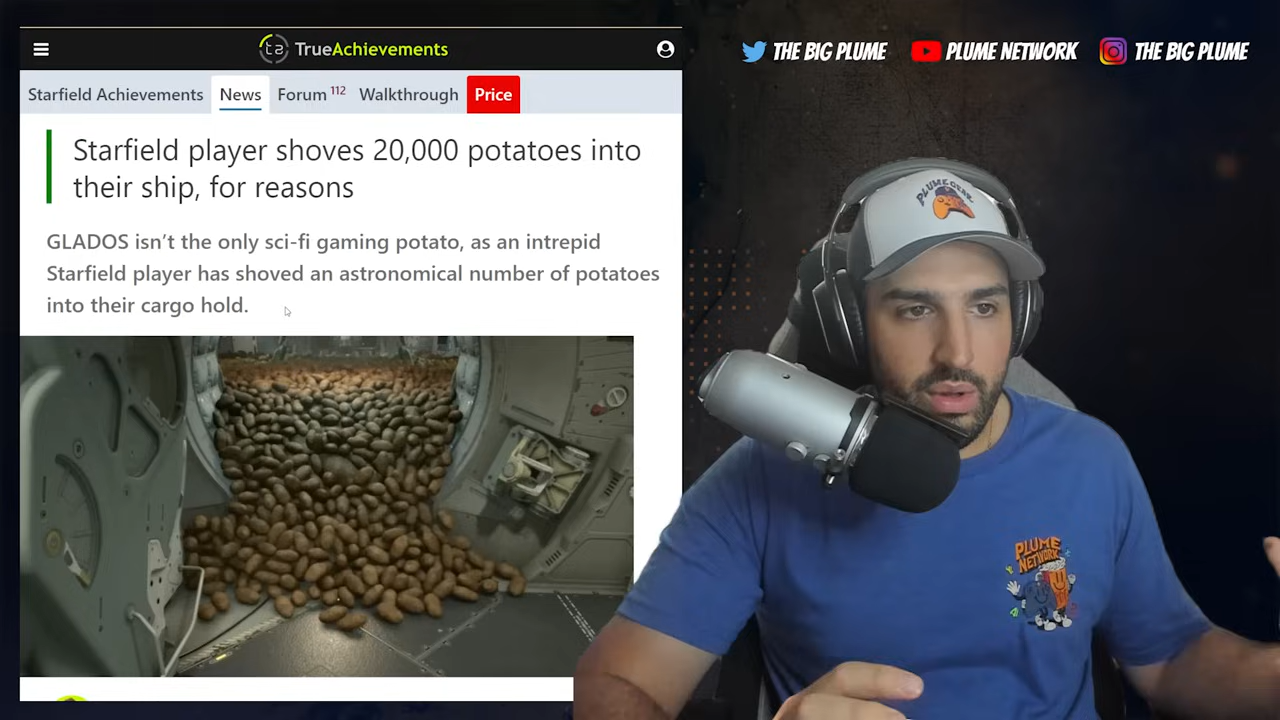 TrueAchievements
Starfield Achievements News Forum 112 Walkthrough Price
Starfield player shoves 20,000 potatoes into
their ship, for reasons
GLADOS isn't the only sci-fi gaming potato, as an intrepid
Starfield player has shoved an astronomical number of potatoes
into their cargo hold.
THE BIG PLUME PLUME NETWORK THE BIG PLUME
PLUME GEAR
PLUME
NETWORK